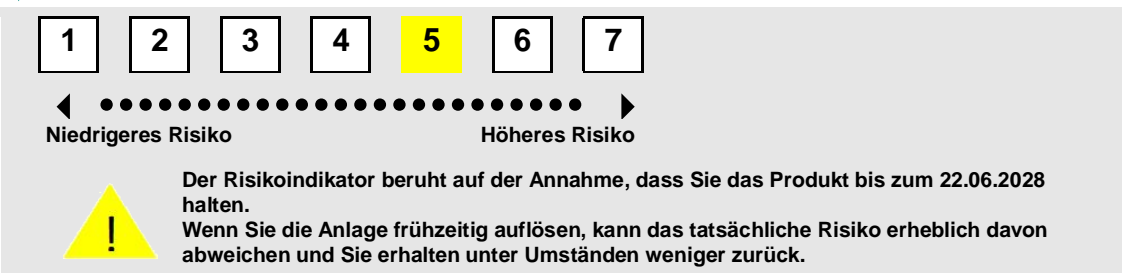 1 2 3 4 5 6 7
Niedrigeres Risiko Höheres Risiko
! Der Risikoindikator beruht auf der Annahme, dass Sie das Produkt bis zum 22.06.2028
halten.
Wenn Sie die Anlage frühzeitig auflösen, kann das tatsächliche Risiko erheblich davon
abweichen und Sie erhalten unter Umständen weniger zurück.